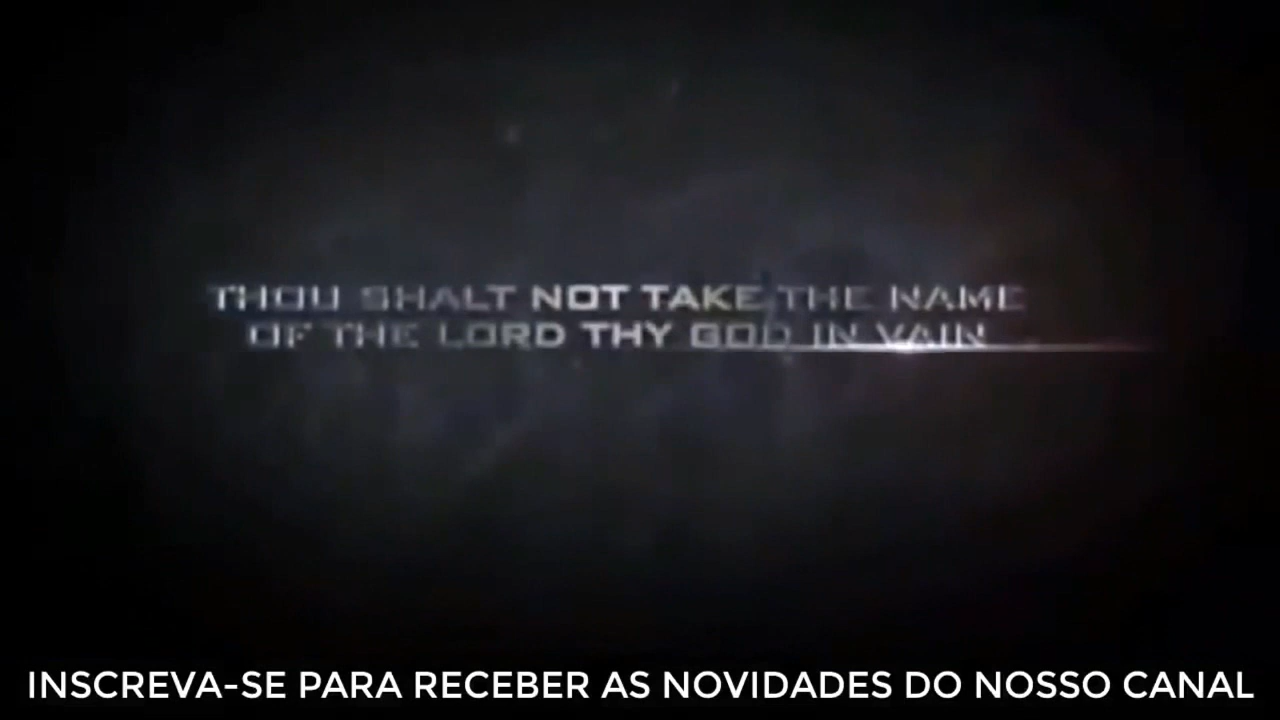 THOU SHALT NOT TAKE THE NAME
OF THE LORD THY GOD IN VAIN
INSCREVA-SE PARA RECEBER AS NOVIDADES DO NOSSO CANAL